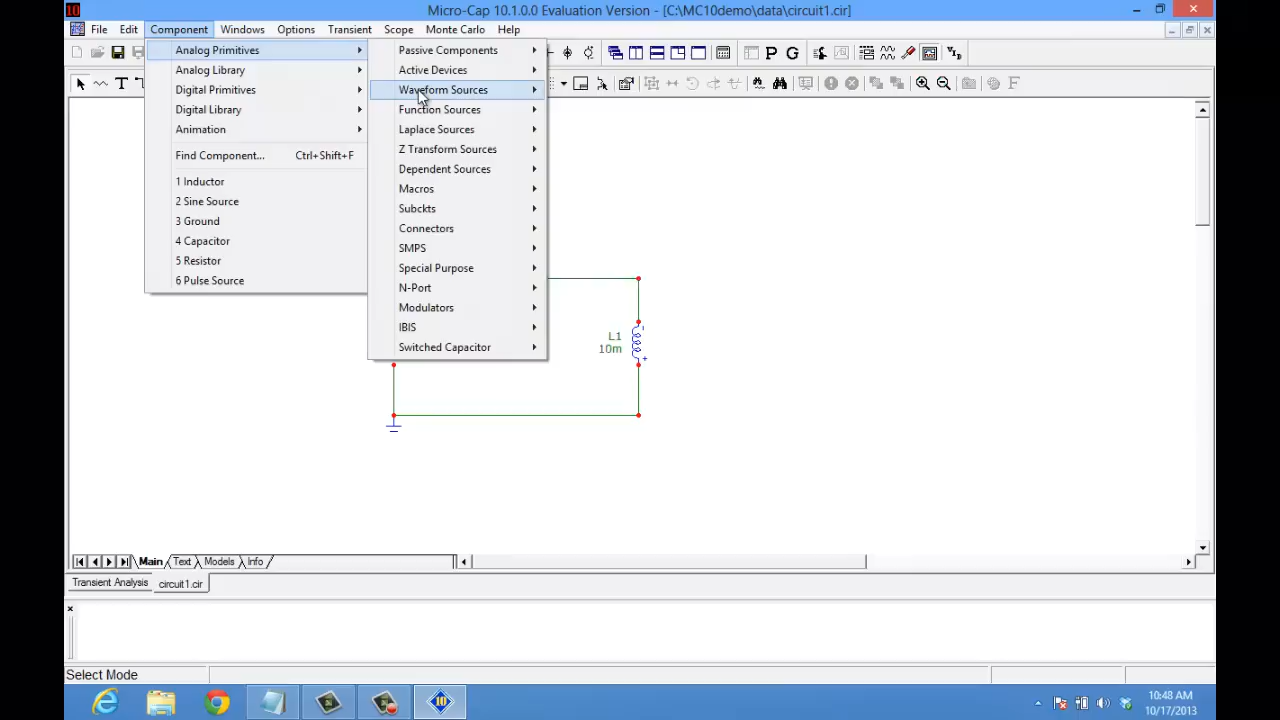 10
Micro-Cap 10.1.0.0 Evaluation Version - [C:\MC10demo\data\circuit1.cir]
File Edit Component Windows Options Transient Scope Monte Carlo Help
Analog Primitives
Analog Library
Digital Primitives
Digital Library
Animation
Find Component... Ctrl+Shift+F
1 Inductor
2 Sine Source
3 Ground
4 Capacitor
5 Resistor
6 Pulse Source
Passive Components
Active Devices
Waveform Sources
Function Sources
Laplace Sources
Z Transform Sources
Dependent Sources
Macros
Subckts
Connectors
SMPS
Special Purpose
N-Port
Modulators
IBIS
Switched Capacitor
P G
T
F
L1
10m
Main Text Models Info
Transient Analysis circuit1.cir
Select Mode
10
10:48 AM
10/17/2013